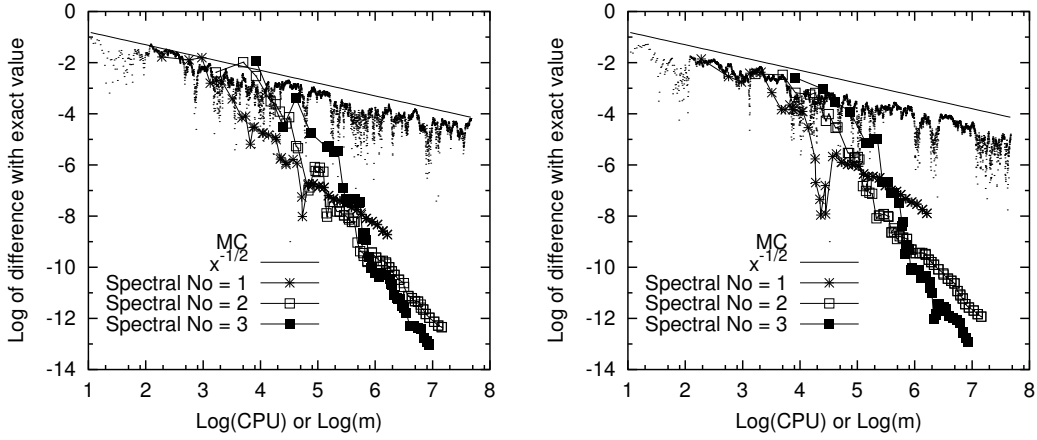 0
-2
-4
-6
-8
-10
-12
-14
Log of difference with exact value
MC
x^{-1/2}
Spectral No = 1
Spectral No = 2
Spectral No = 3
1 2 3 4 5 6 7 8
Log(CPU) or Log(m)
0
-2
-4
-6
-8
-10
-12
-14
Log of difference with exact value
MC
x^{-1/2}
Spectral No = 1
Spectral No = 2
Spectral No = 3
1 2 3 4 5 6 7 8
Log(CPU) or Log(m)